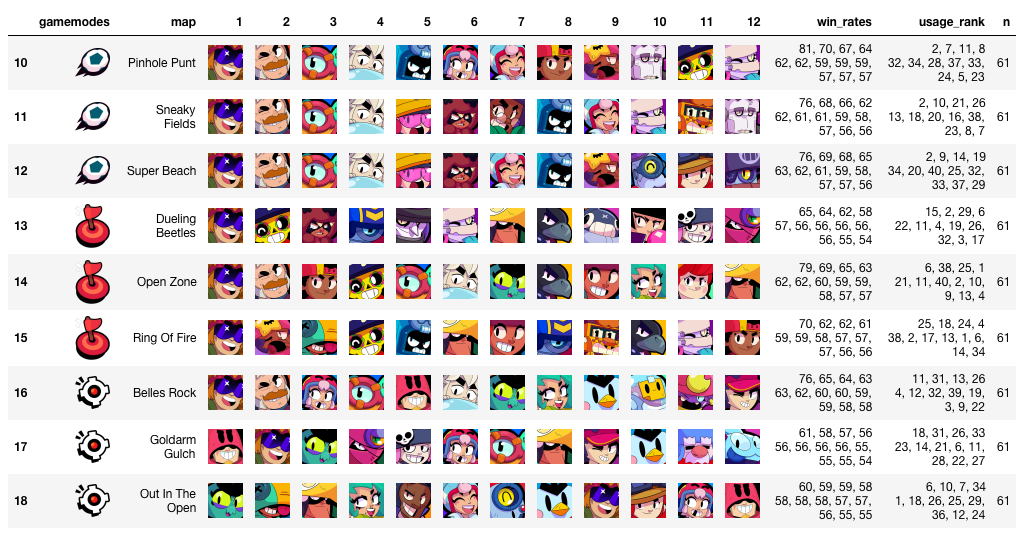 gamemodes map 1 2 3 4 5 6 7 8 9 10 11 12 win_rates usage_rank n
10 Pinhole Punt 81, 70, 67, 64 2, 7, 11, 8 61
62, 62, 59, 59, 59, 32, 34, 28, 37, 33,
57, 57, 57 24, 5, 23
11 Sneaky 76, 68, 66, 62 2, 10, 21, 26 61
Fields 62, 61, 61, 59, 58, 13, 18, 20, 16, 38,
57, 56, 56 23, 8, 7
12 Super Beach 76, 69, 68, 65 2, 9, 14, 19 61
63, 62, 61, 59, 58, 34, 20, 40, 25, 32,
57, 57, 56 33, 37, 29
13 Dueling 65, 64, 62, 58 15, 2, 29, 6 61
Beetles 57, 56, 56, 56, 56, 22, 11, 4, 19, 26,
56, 55, 54 32, 3, 17
14 Open Zone 79, 69, 65, 63 6, 38, 25, 1 61
62, 62, 60, 59, 59, 21, 11, 40, 2, 10,
58, 57, 57 9, 13, 4
15 Ring Of Fire 70, 62, 62, 61 25, 18, 24, 4 61
59, 59, 58, 57, 57, 38, 2, 17, 13, 1, 6,
57, 56, 56 14, 34
16 Belles Rock 76, 65, 64, 63 11, 31, 13, 26 61
63, 62, 60, 60, 59, 4, 12, 32, 39, 19,
59, 58, 58 3, 9, 22
17 Goldarm 61, 58, 57, 56 18, 31, 26, 33 61
Gulch 56, 56, 56, 56, 55, 23, 14, 21, 6, 11,
55, 55, 54 28, 22, 27
18 Out In The 60, 59, 59, 58 6, 10, 7, 34 61
Open 58, 58, 58, 57, 57, 1, 18, 26, 25, 29,
56, 55, 55 36, 12, 24